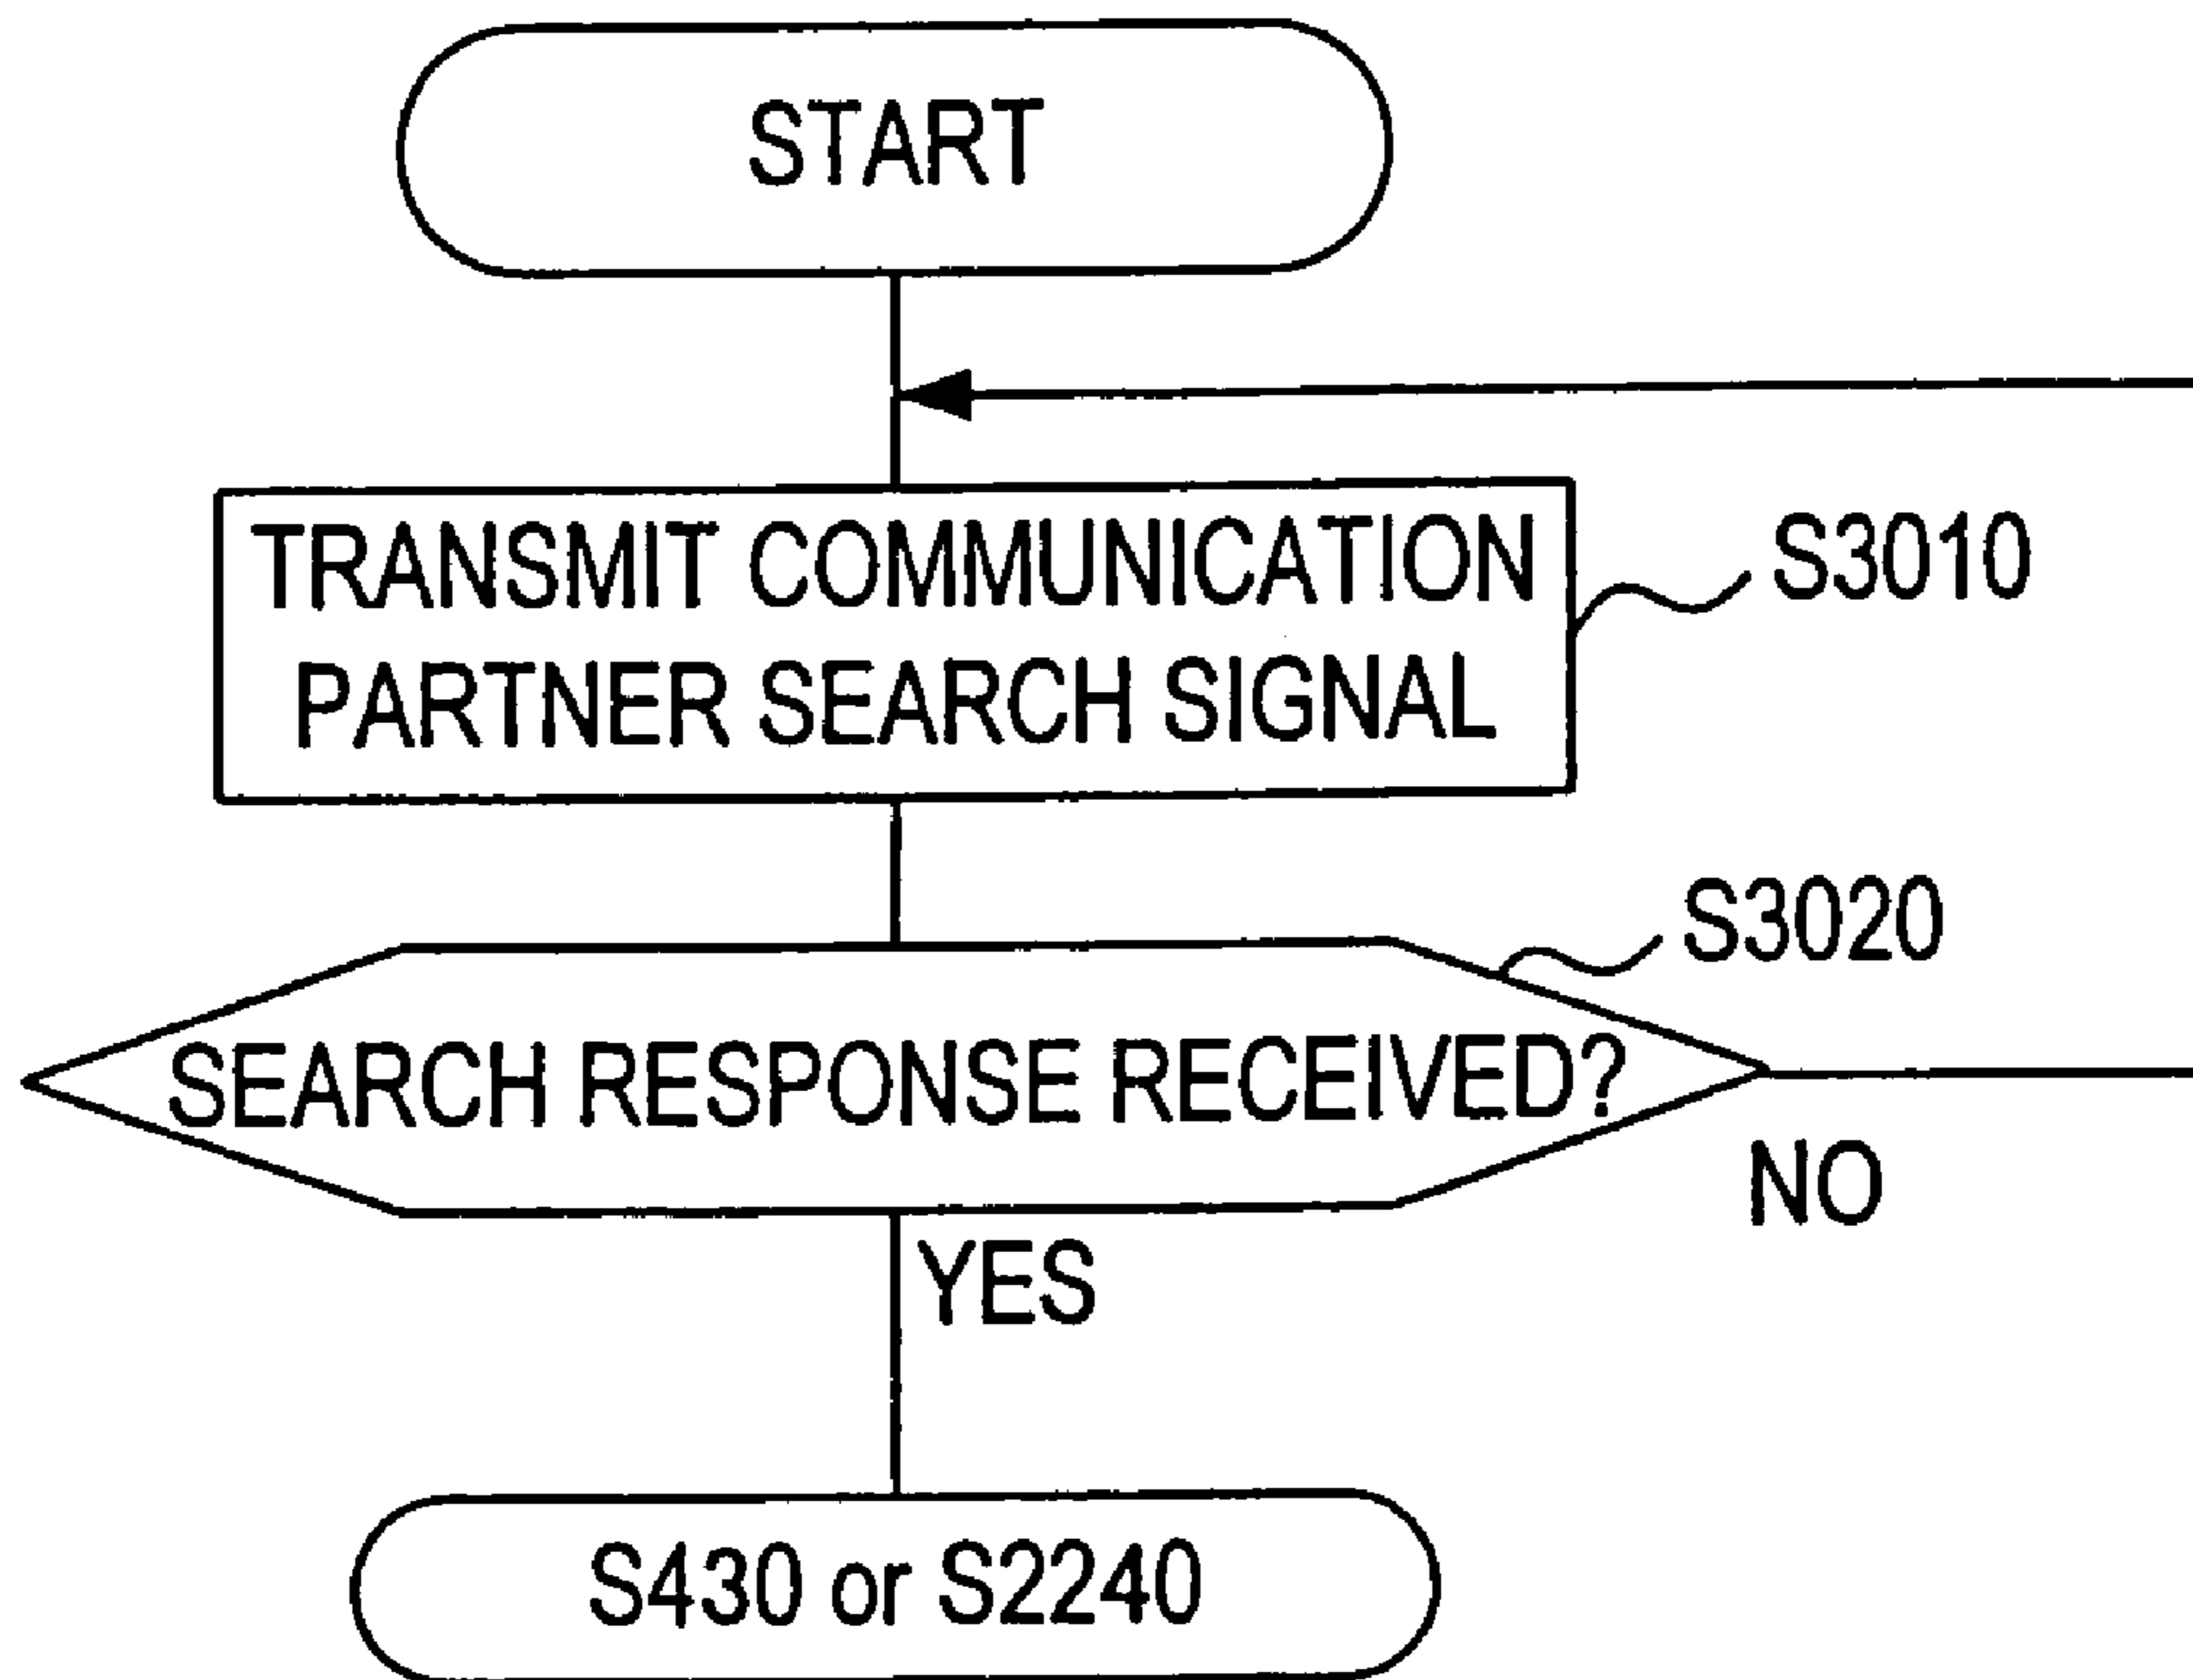 START
TRANSMIT COMMUNICATION
PARTNER SEARCH SIGNAL
S3010
S3020
SEARCH RESPONSE RECEIVED?
NO
YES
S430 or S2240